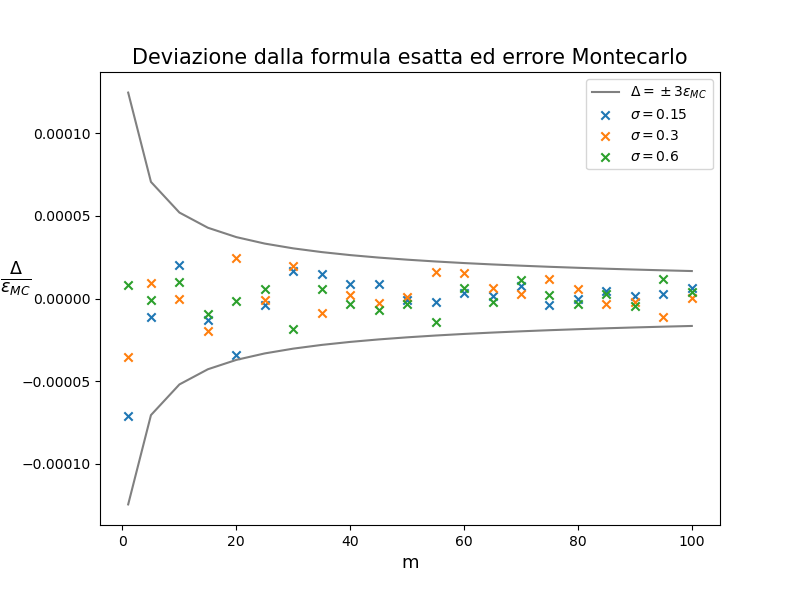 Deviazione dalla formula esatta ed errore Montecarlo
Δ = ±3ε_MC
σ = 0.15
σ = 0.3
σ = 0.6
0.00010
0.00005
0.00000
−0.00005
−0.00010
Δ
ε_MC
0 20 40 60 80 100
m